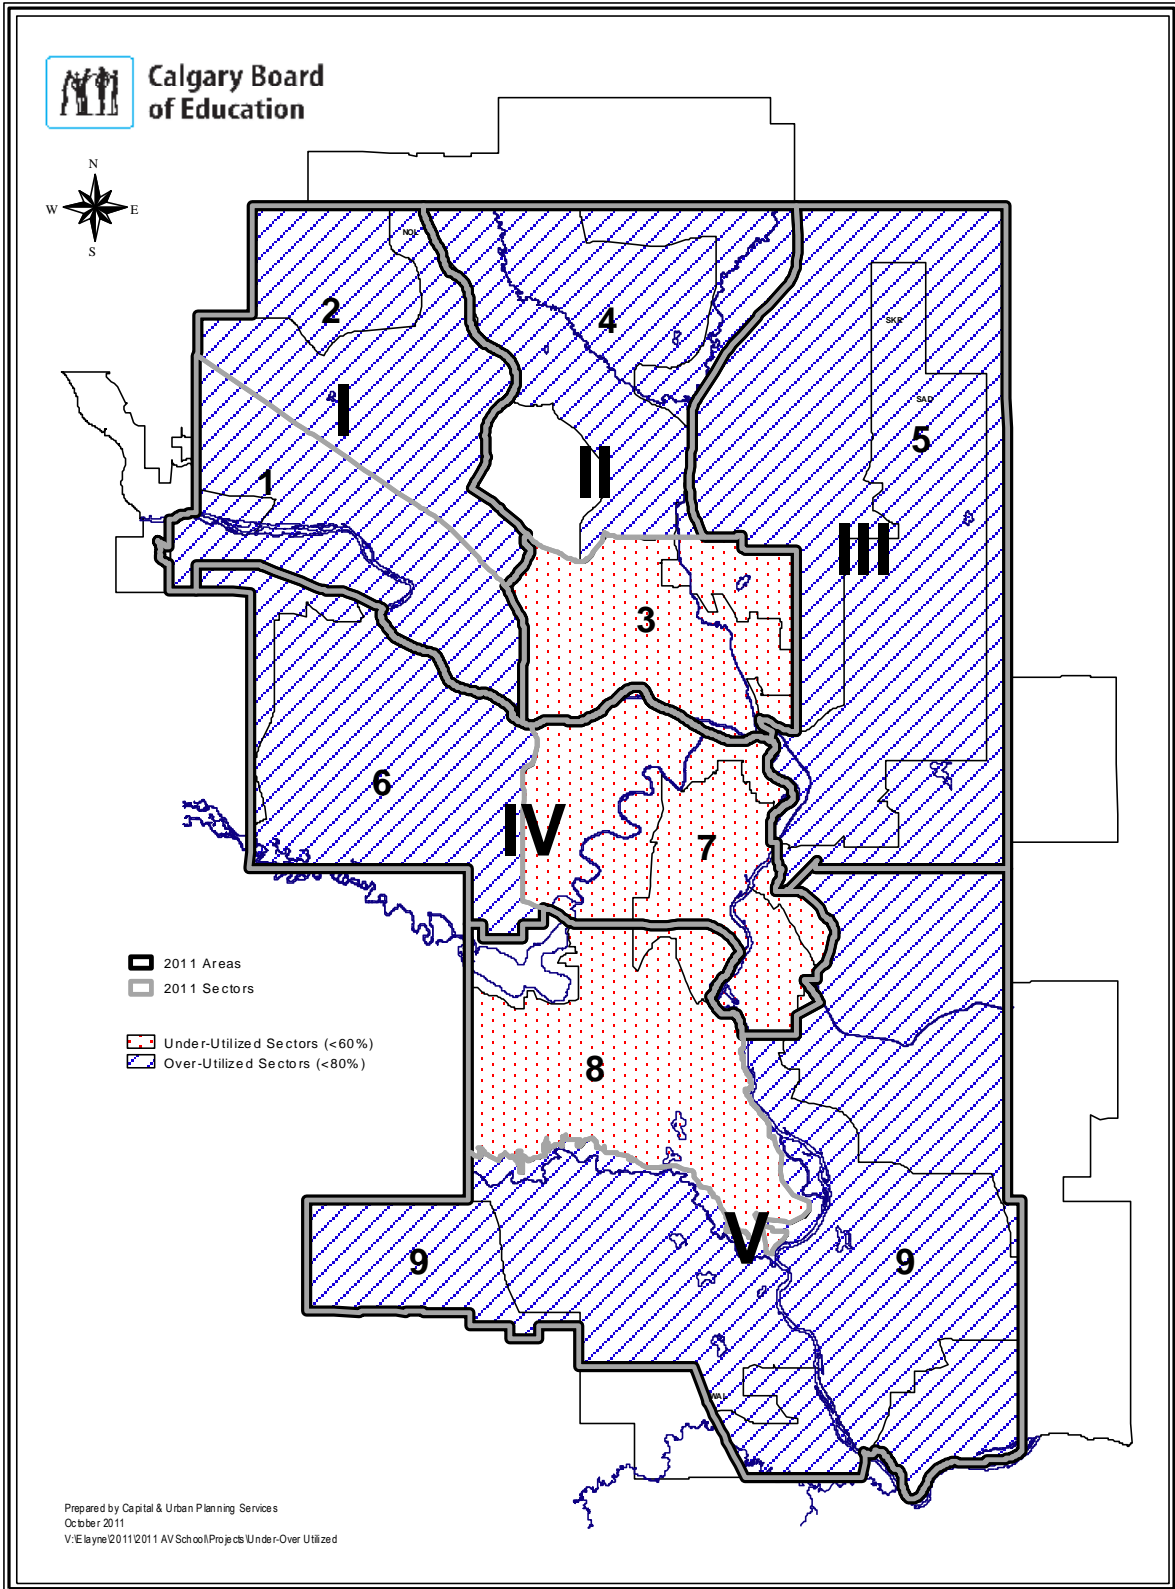 Calgary Board
of Education
N
W E
S
NOL
2
4
SKR
SAD
5
I
1
II
III
3
6
IV
7
2011 Areas
2011 Sectors
Under-Utilized Sectors (<60%)
Over-Utilized Sectors (<80%)
8
V
9
9
WAL
Prepared by Capital & Urban Planning Services
October 2011
V:\Elayne\2011\2011 AV School\Projects\Under-Over Utilized